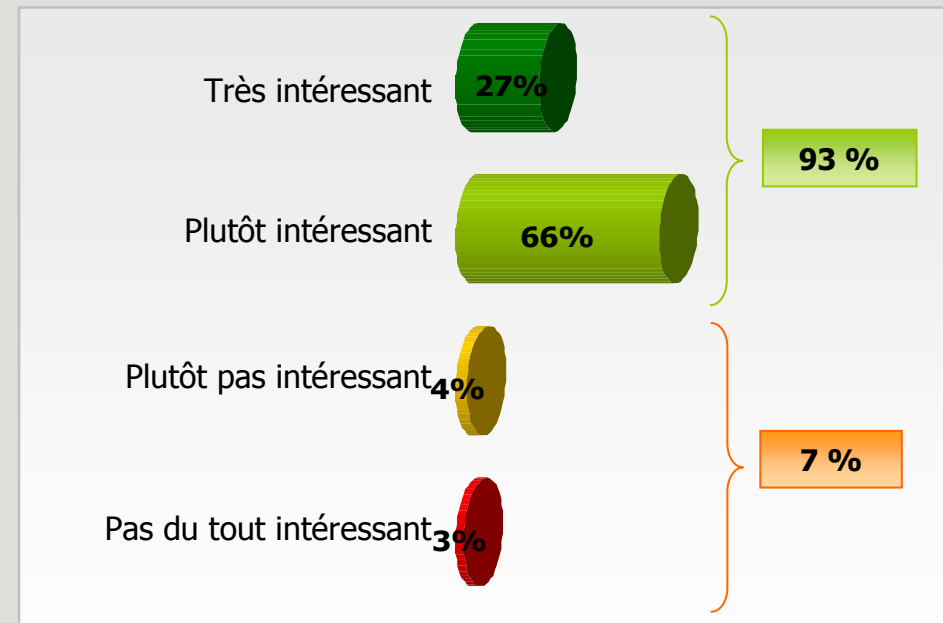 Très intéressant
27%
93 %
Plutôt intéressant
66%
Plutôt pas intéressant
4%
7 %
Pas du tout intéressant
3%